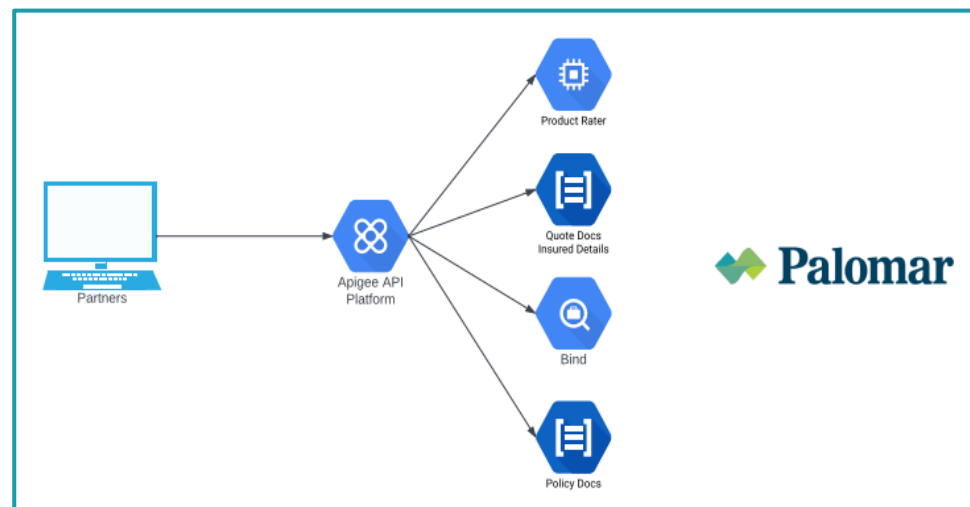 Product Rater
Quote Docs
Insured Details
Partners
Apigee API
Platform
Palomar
Bind
Policy Docs